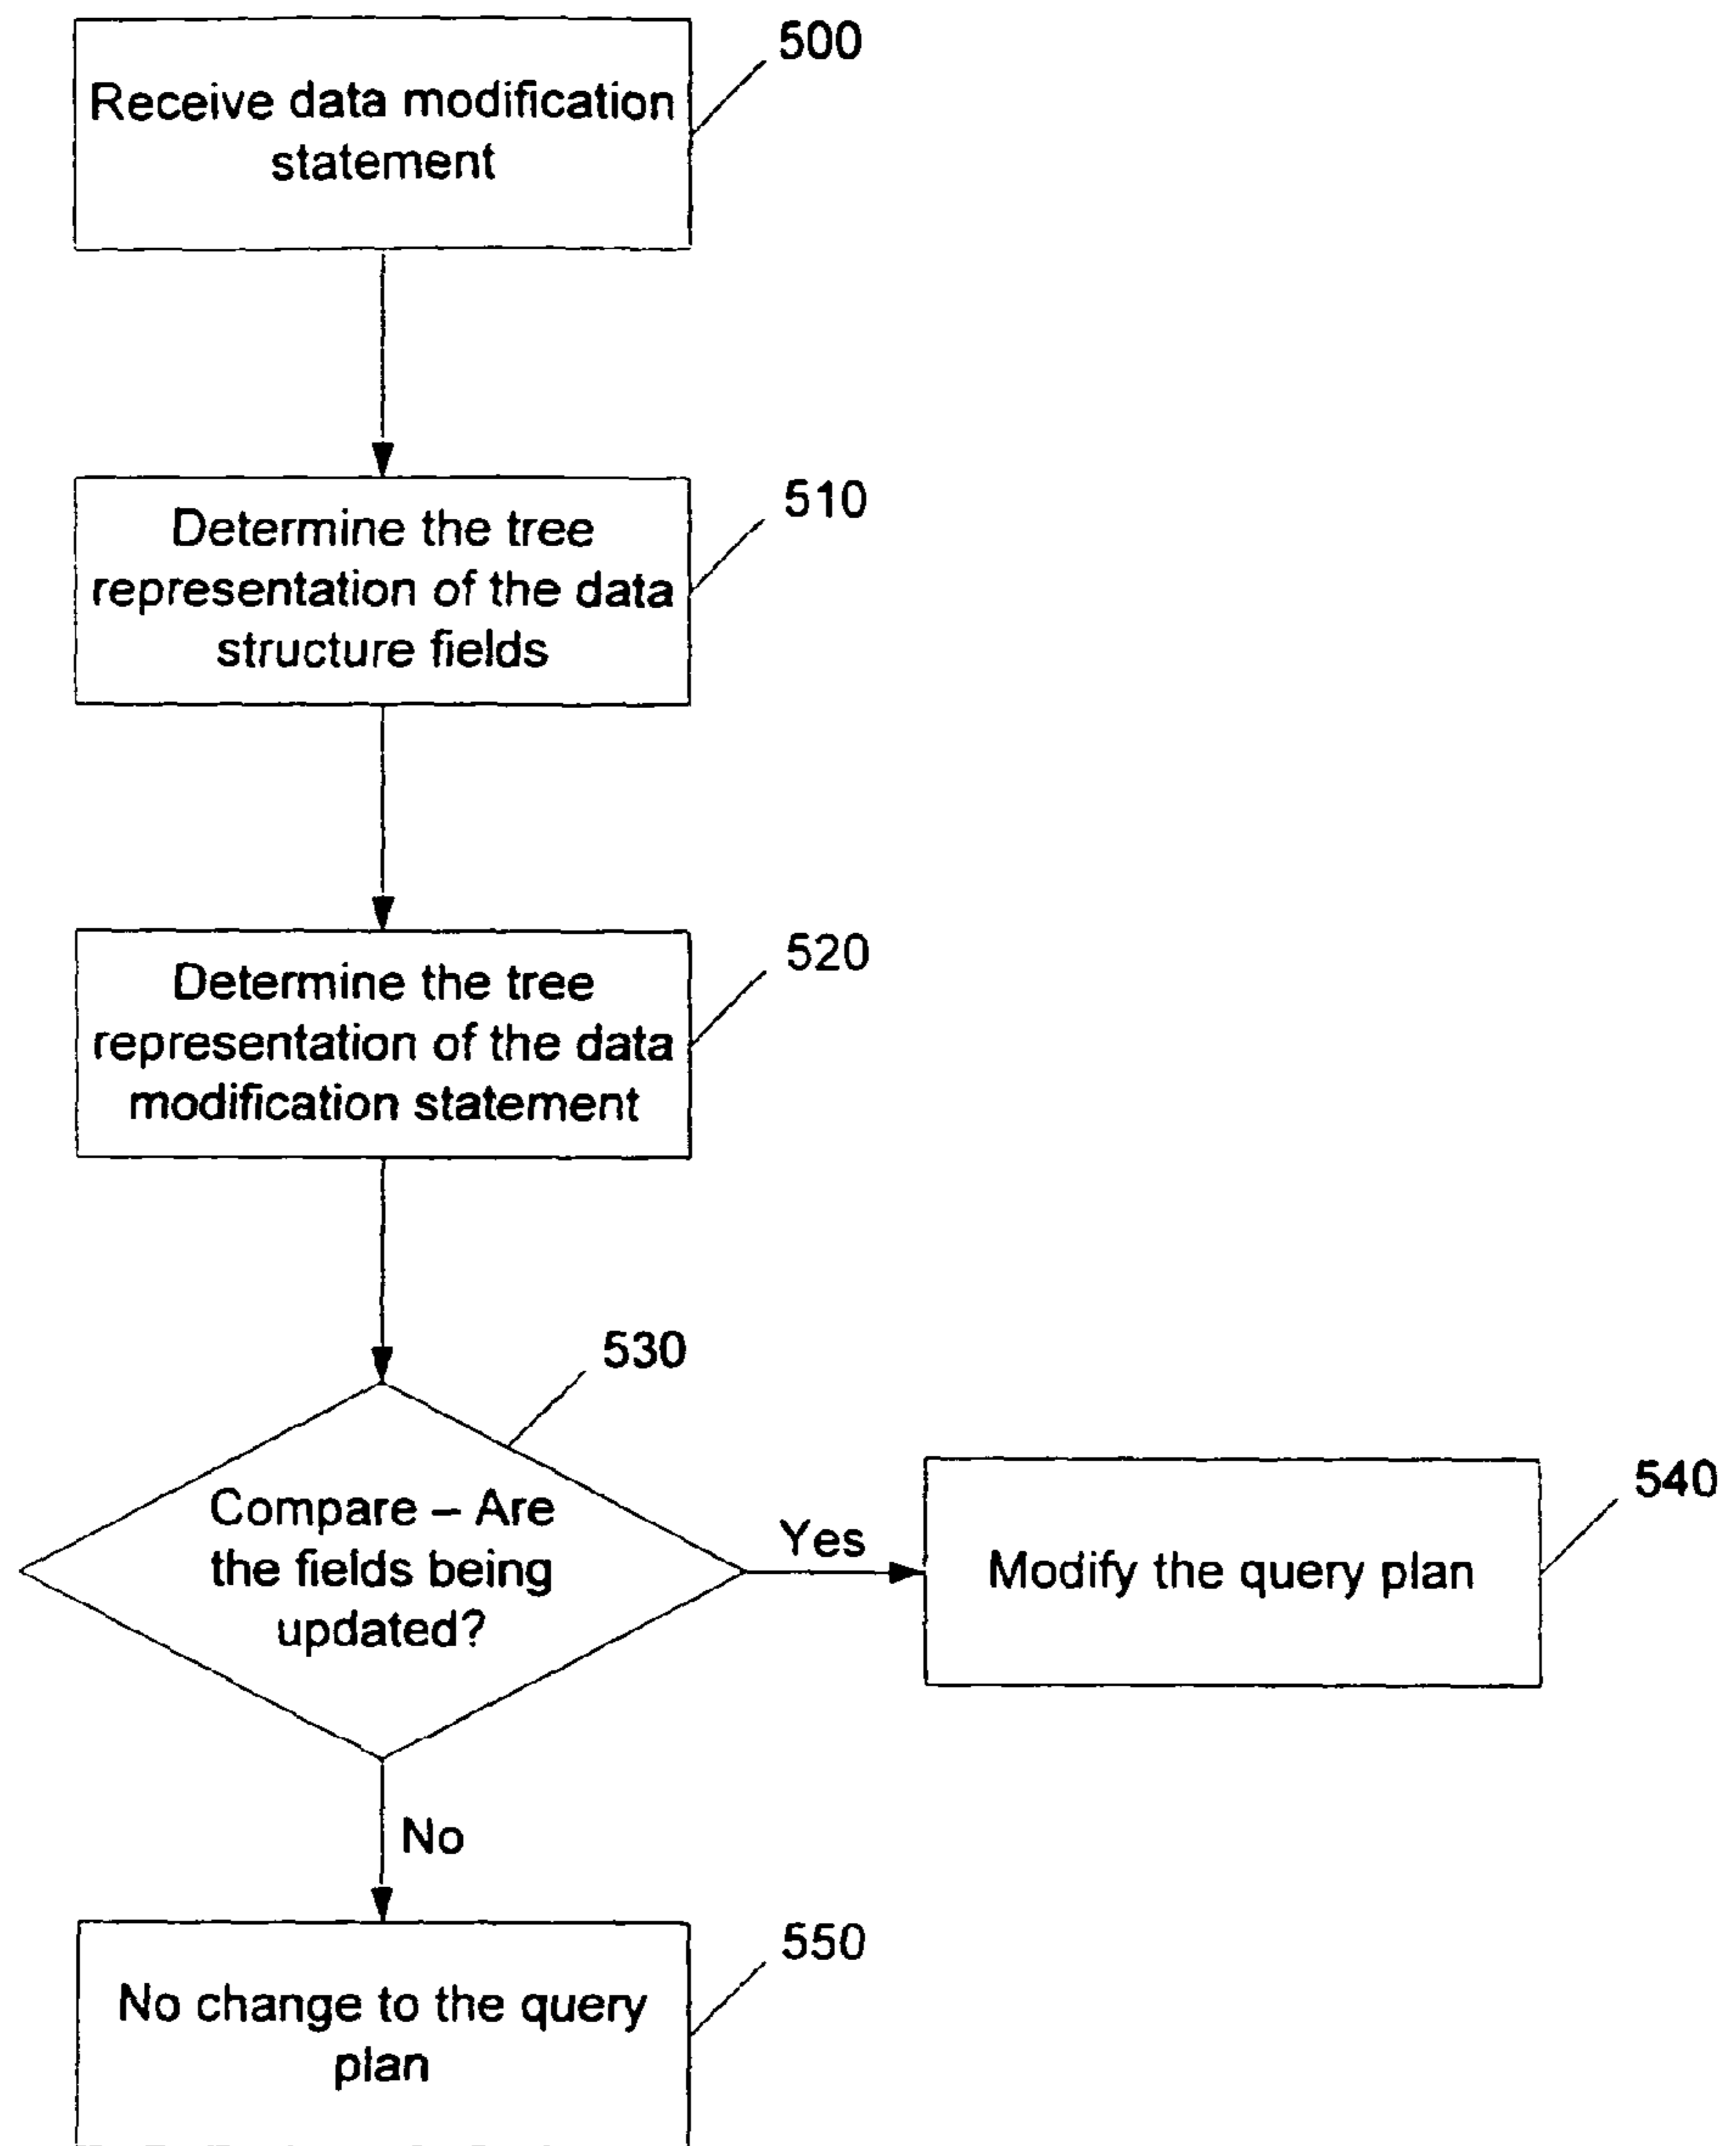 500
Receive data modification
statement
510
Determine the tree
representation of the data
structure fields
520
Determine the tree
representation of the data
modification statement
530
Compare – Are
the fields being
updated?
Yes
540
Modify the query plan
No
550
No change to the query
plan